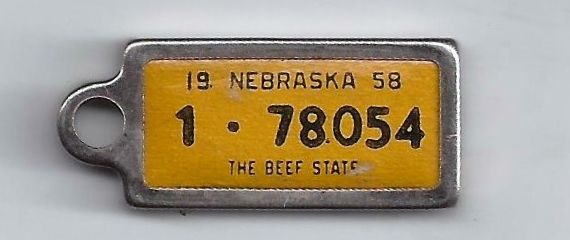 19 NEBRASKA 58
1 · 78054
THE BEEF STATE